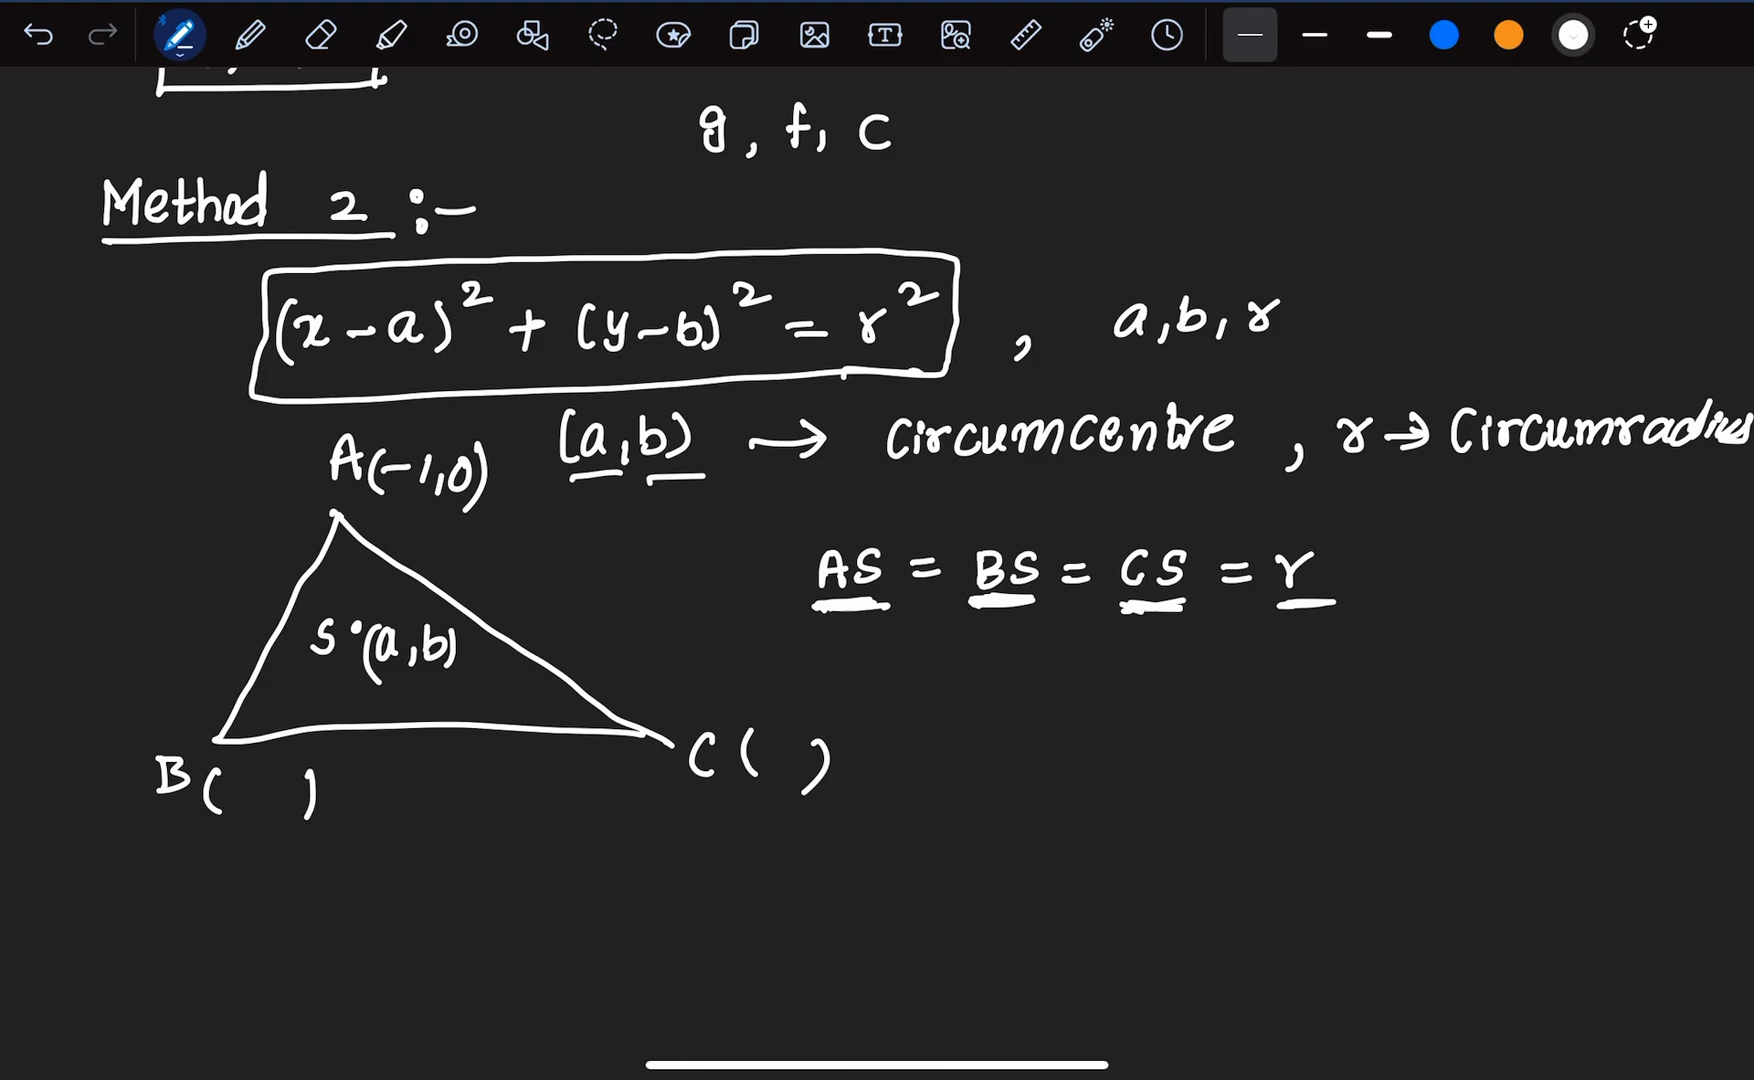 g, f, c
Method 2 :-
(x-a)² + (y-b)² = r² , a, b, r
(a,b) → circumcentre , r → Circumradius
A(-1,0)
AS = BS = CS = r
S·(a,b)
B( )
C( )